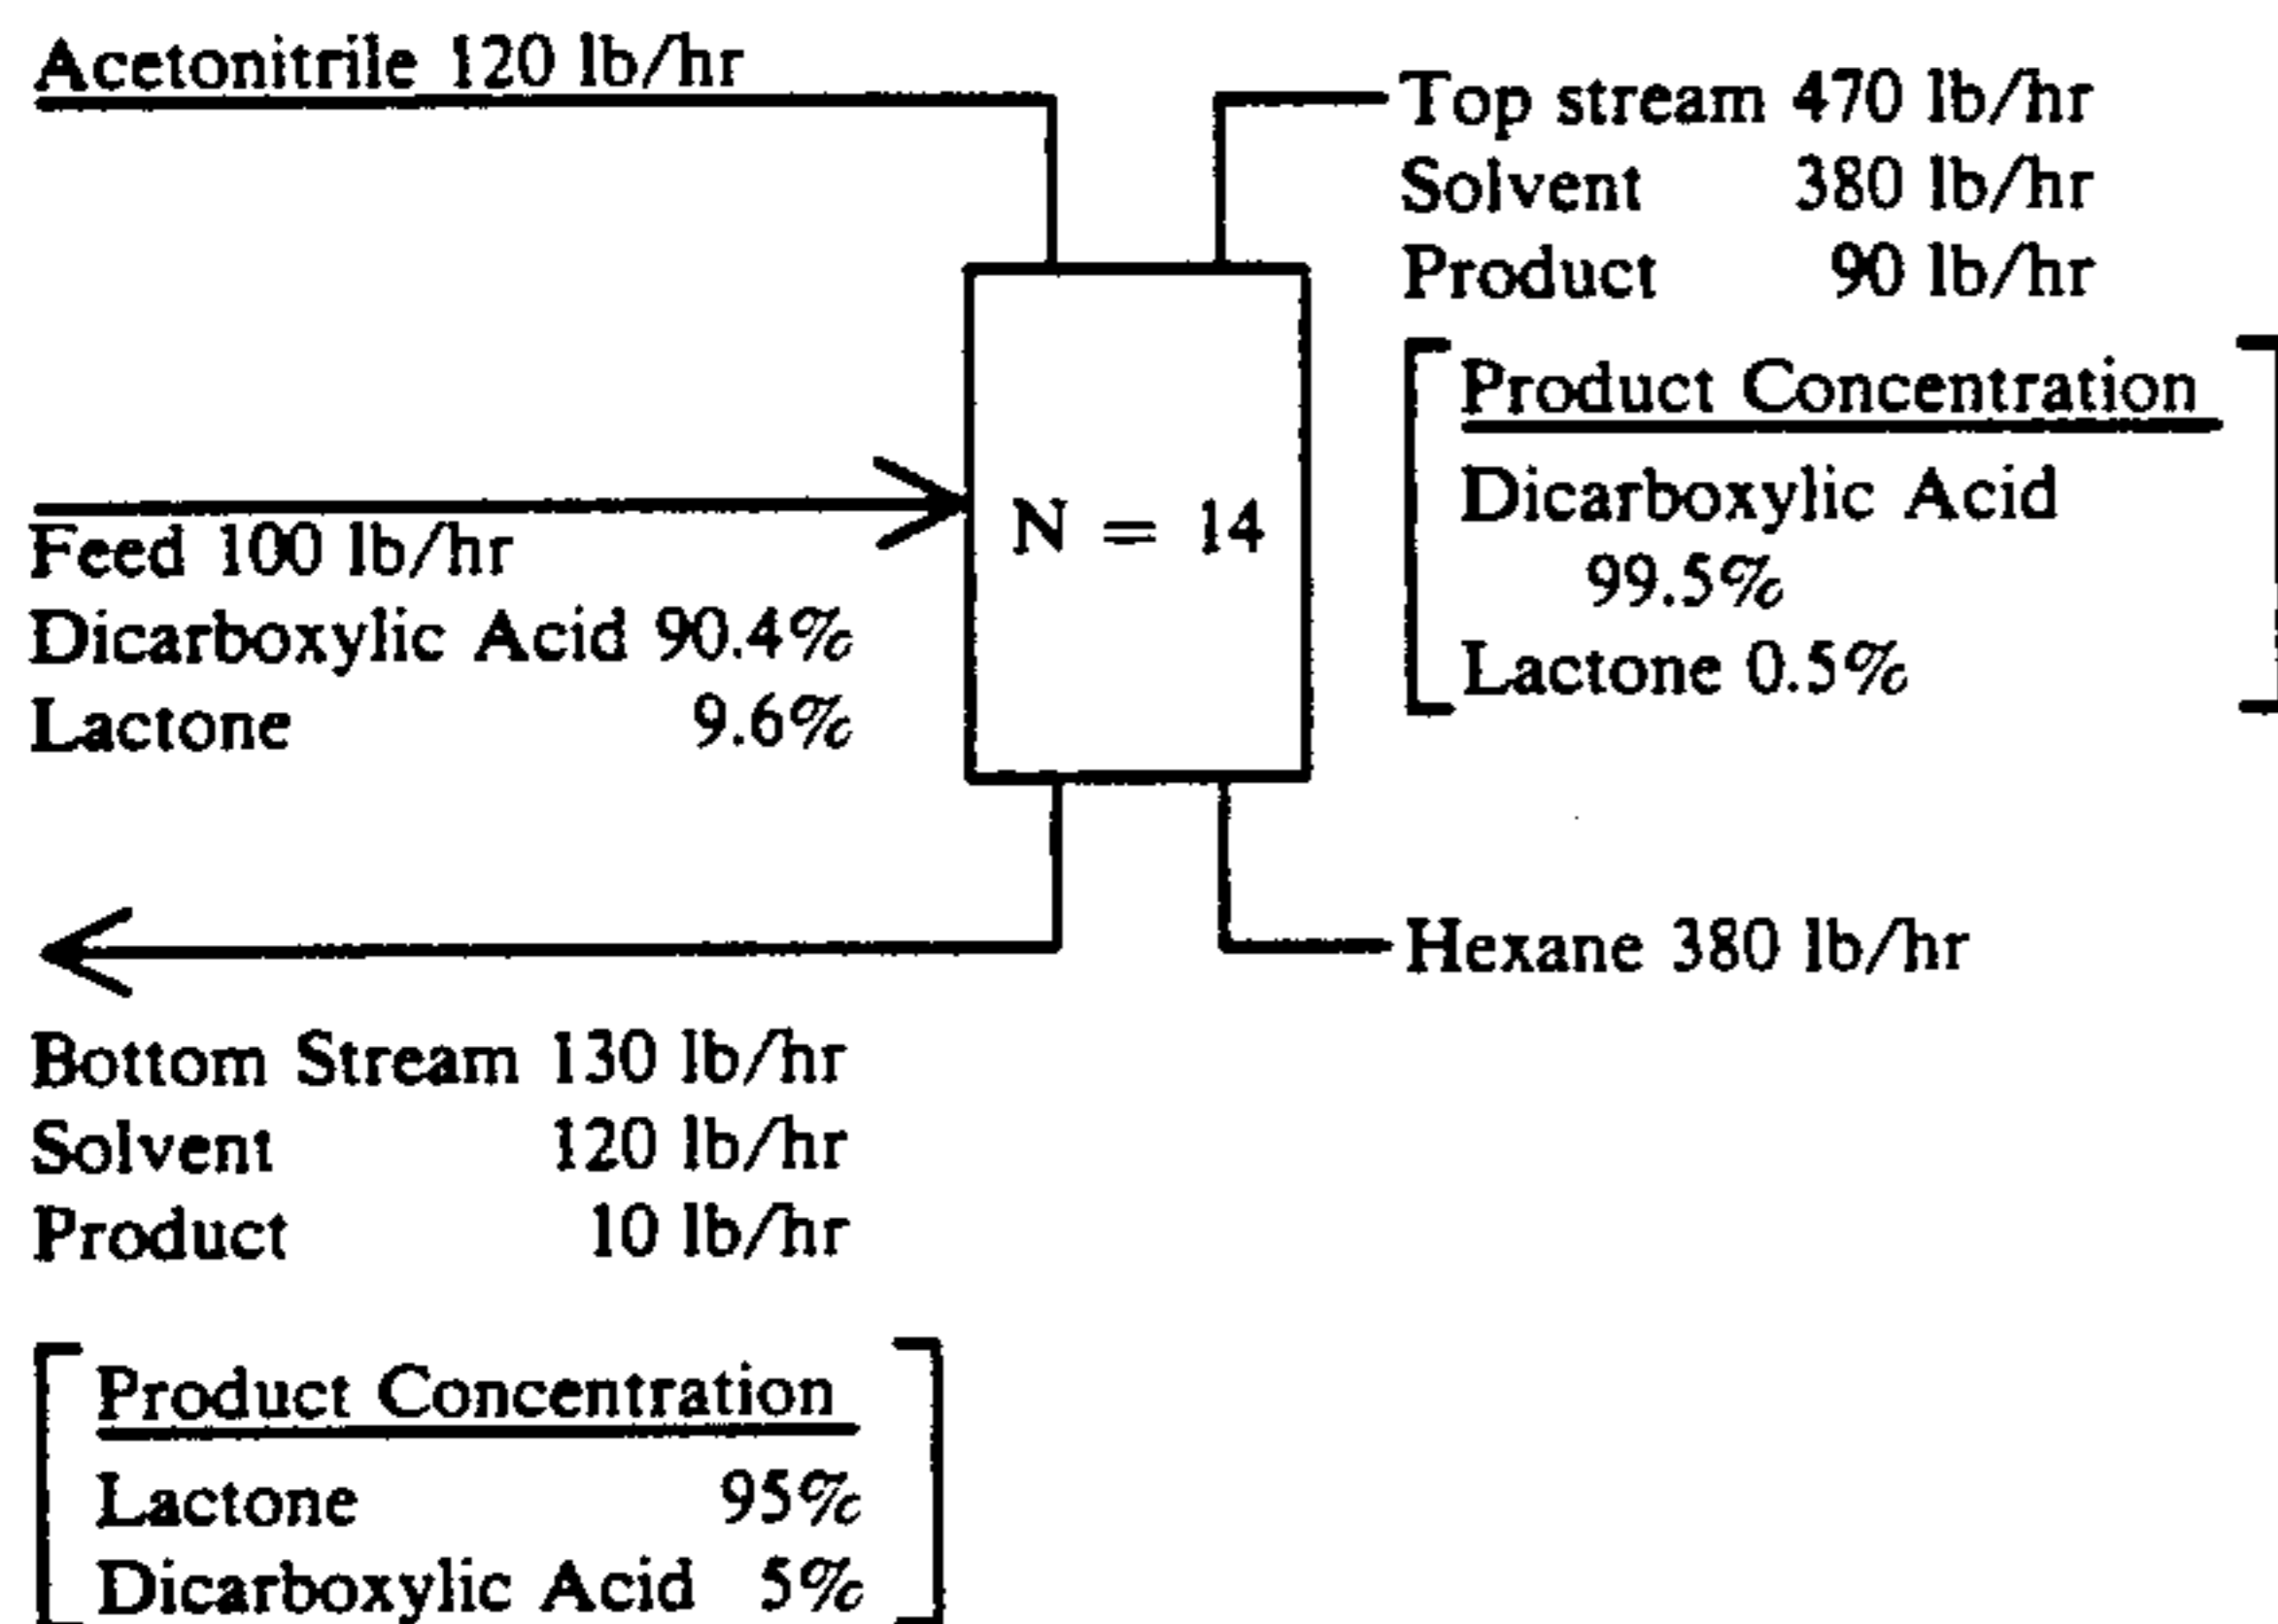 Acetonitrile 120 lb/hr
Top stream 470 lb/hr
Solvent 380 lb/hr
Product 90 lb/hr
Product Concentration
Dicarboxylic Acid
99.5%
Lactone 0.5%
N = 14
Feed 100 lb/hr
Dicarboxylic Acid 90.4%
Lactone 9.6%
Hexane 380 lb/hr
Bottom Stream 130 lb/hr
Solvent 120 lb/hr
Product 10 lb/hr
Product Concentration
Lactone 95%
Dicarboxylic Acid 5%